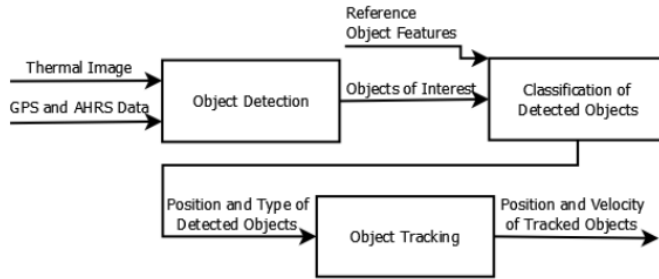 Reference
Object Features
Thermal Image
GPS and AHRS Data
Object Detection
Objects of Interest
Classification of
Detected Objects
Position and Type of
Detected Objects
Object Tracking
Position and Velocity
of Tracked Objects